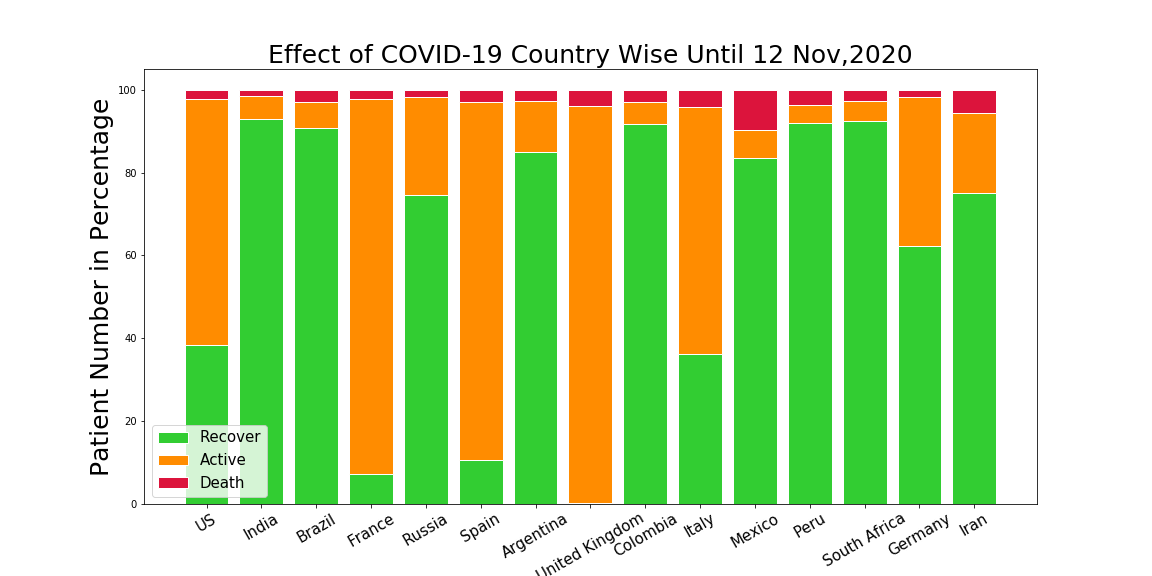 Effect of COVID-19 Country Wise Until 12 Nov,2020
Patient Number in Percentage
100
80
60
40
20
0
Recover
Active
Death
US
India
Brazil
France
Russia
Spain
Argentina
United Kingdom
Colombia
Italy
Mexico
Peru
South Africa
Germany
Iran